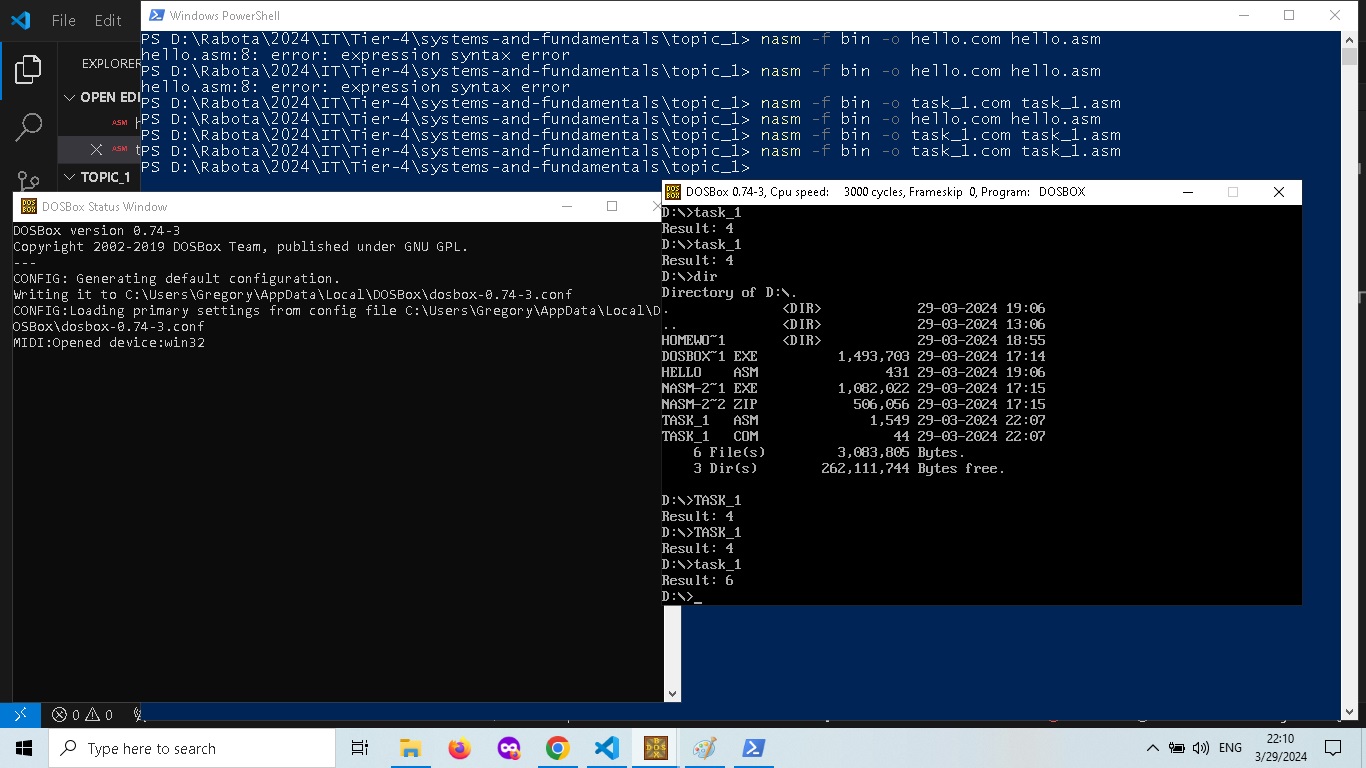 File Edit
Windows PowerShell
EXPLORER
OPEN EDI
ASM
ASM
TOPIC_1
PS D:\Rabota\2024\IT\Tier-4\systems-and-fundamentals\topic_1> nasm -f bin -o hello.com hello.asm
hello.asm:8: error: expression syntax error
PS D:\Rabota\2024\IT\Tier-4\systems-and-fundamentals\topic_1> nasm -f bin -o hello.com hello.asm
hello.asm:8: error: expression syntax error
PS D:\Rabota\2024\IT\Tier-4\systems-and-fundamentals\topic_1> nasm -f bin -o task_1.com task_1.asm
PS D:\Rabota\2024\IT\Tier-4\systems-and-fundamentals\topic_1> nasm -f bin -o hello.com hello.asm
PS D:\Rabota\2024\IT\Tier-4\systems-and-fundamentals\topic_1> nasm -f bin -o task_1.com task_1.asm
PS D:\Rabota\2024\IT\Tier-4\systems-and-fundamentals\topic_1> nasm -f bin -o task_1.com task_1.asm
PS D:\Rabota\2024\IT\Tier-4\systems-and-fundamentals\topic_1>
DOSBox Status Window
DOSBox version 0.74-3
Copyright 2002-2019 DOSBox Team, published under GNU GPL.
---
CONFIG: Generating default configuration.
Writing it to C:\Users\Gregory\AppData\Local\DOSBox\dosbox-0.74-3.conf
CONFIG:Loading primary settings from config file C:\Users\Gregory\AppData\Local\D
OSBox\dosbox-0.74-3.conf
MIDI:Opened device:win32
DOSBox 0.74-3, Cpu speed: 3000 cycles, Frameskip 0, Program: DOSBOX
D:\>task_1
Result: 4
D:\>task_1
Result: 4
D:\>dir
Directory of D:\.
. <DIR> 29-03-2024 19:06
.. <DIR> 29-03-2024 13:06
HOMEWO~1 <DIR> 29-03-2024 18:55
DOSBOX~1 EXE 1,493,703 29-03-2024 17:14
HELLO ASM 431 29-03-2024 19:06
NASM-2~1 EXE 1,082,022 29-03-2024 17:15
NASM-2~2 ZIP 506,056 29-03-2024 17:15
TASK_1 ASM 1,549 29-03-2024 22:07
TASK_1 COM 44 29-03-2024 22:07
6 File(s) 3,083,805 Bytes.
3 Dir(s) 262,111,744 Bytes free.
D:\>TASK_1
Result: 4
D:\>TASK_1
Result: 4
D:\>task_1
Result: 6
D:\>_
0 0
Type here to search
ENG
22:10
3/29/2024